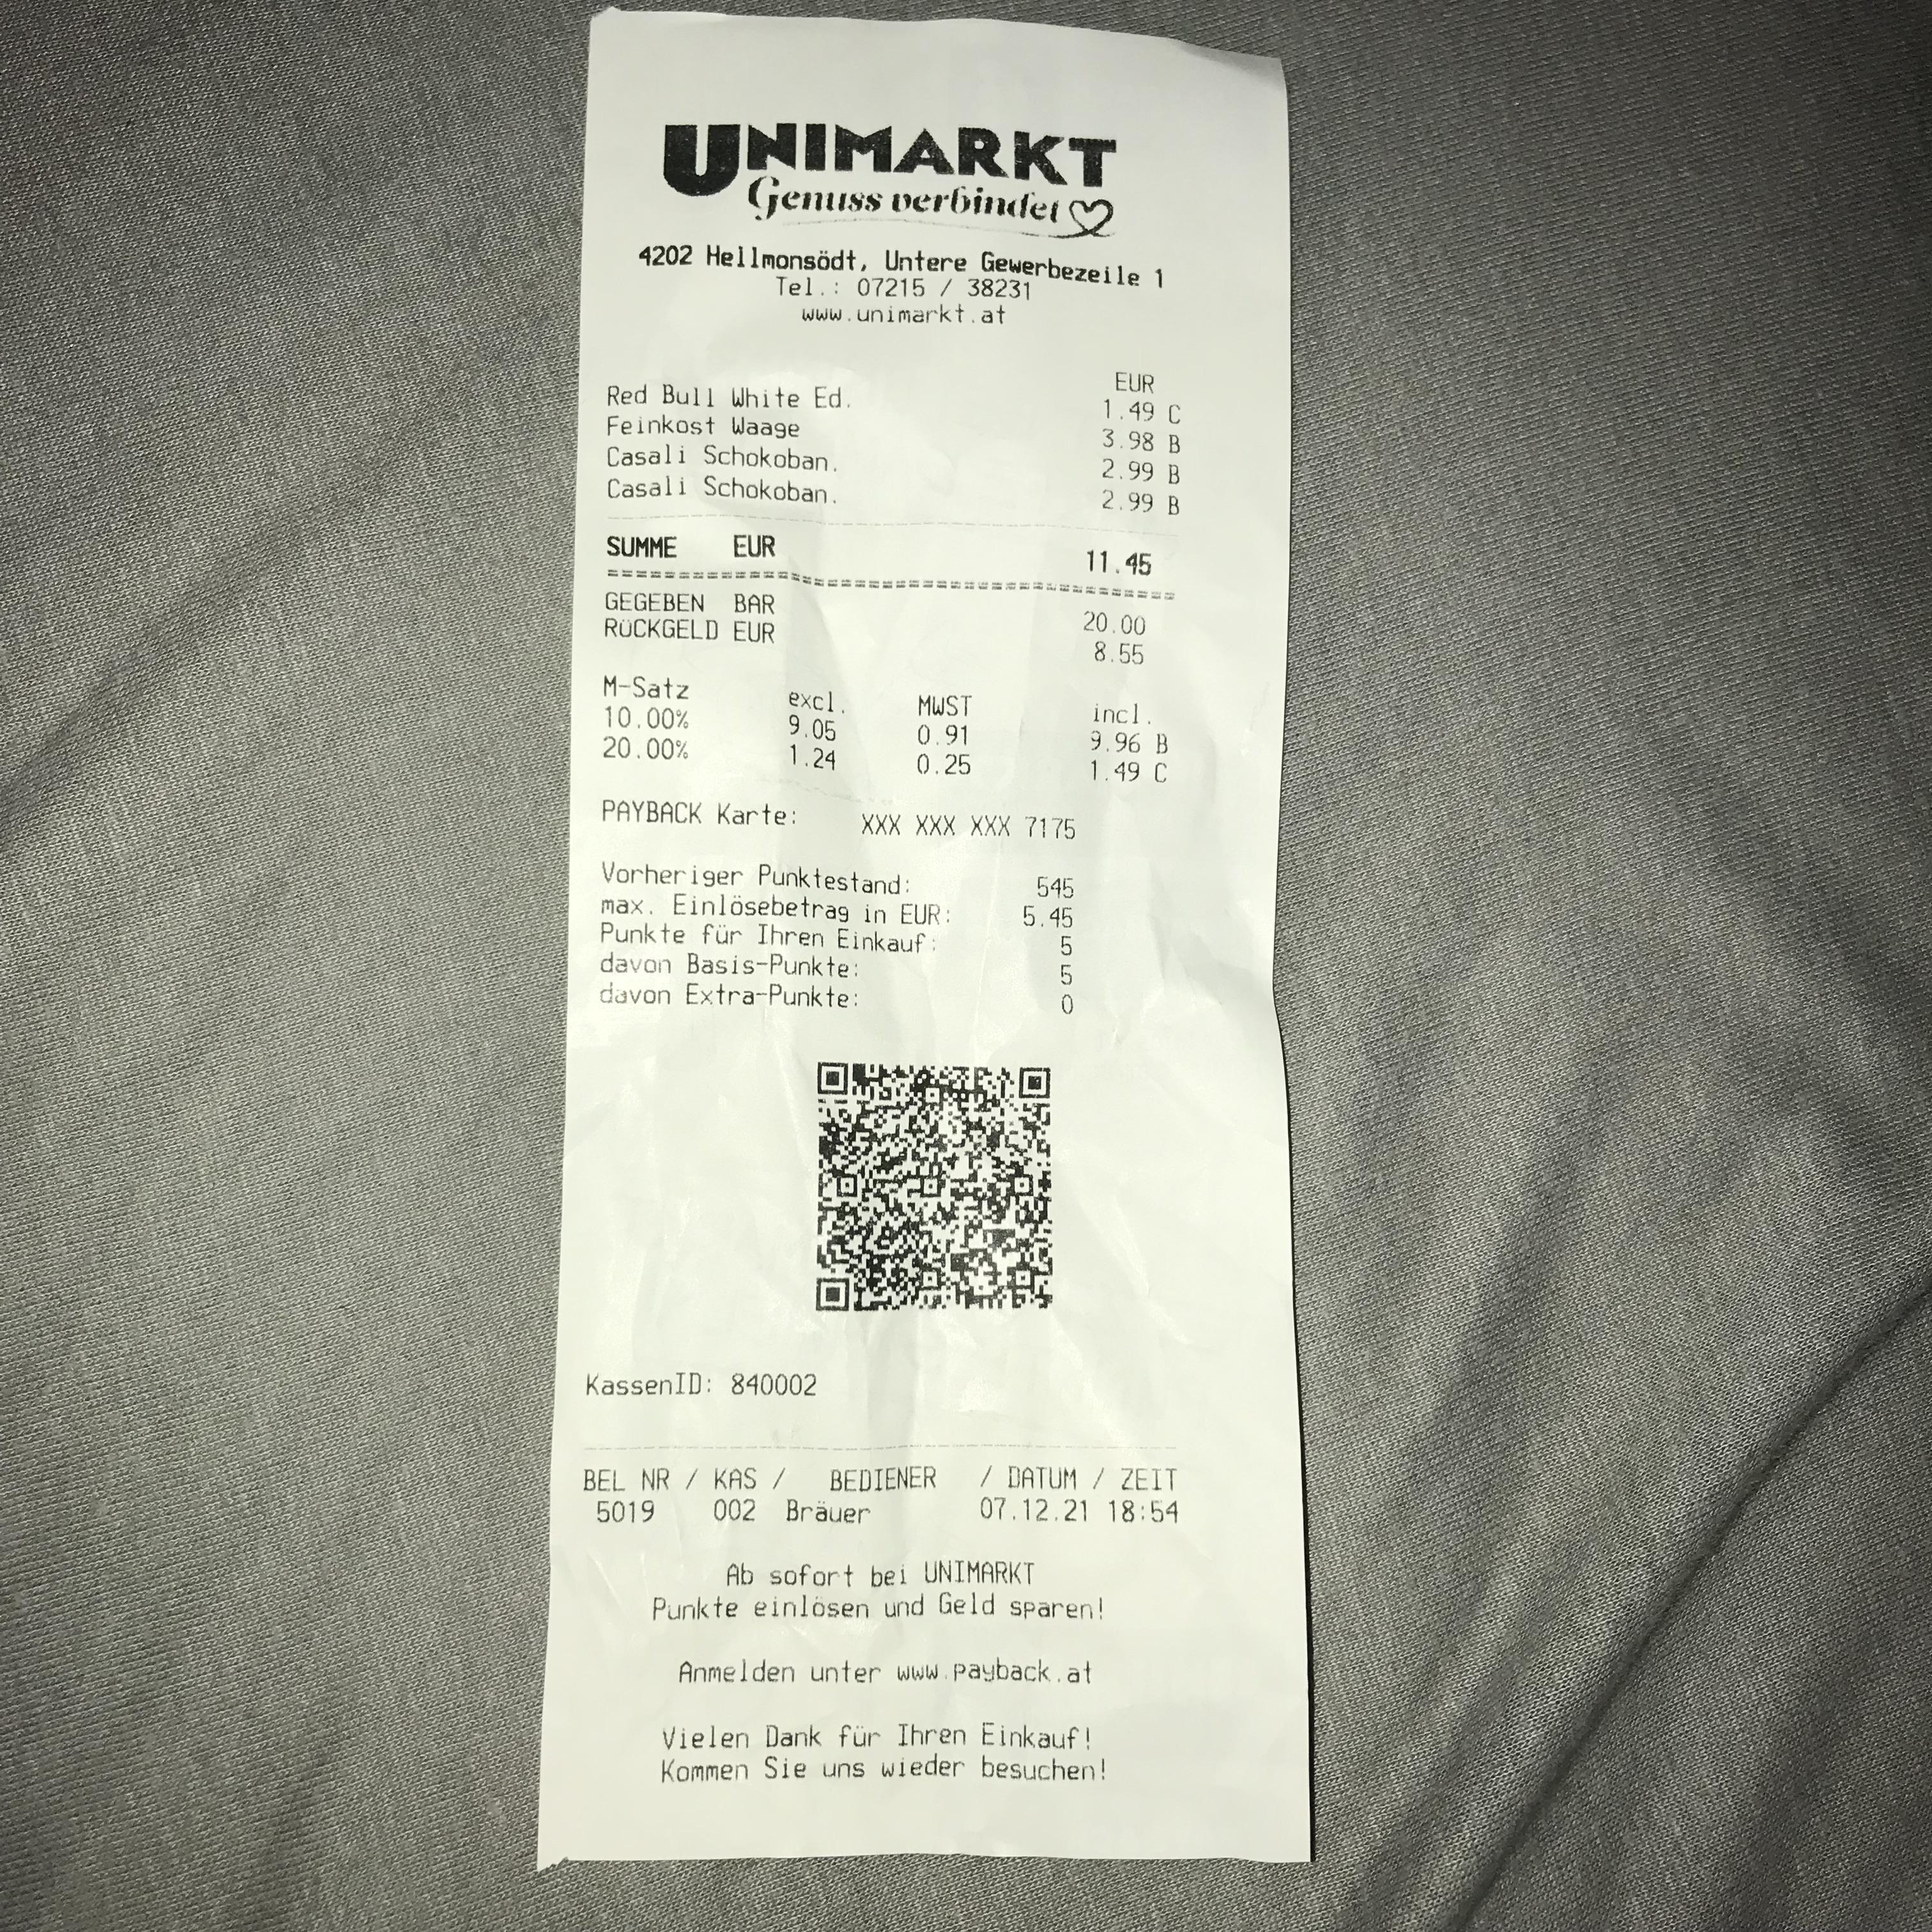 UNIMARKT
Genuss verbindet
4202 Hellmonsödt, Untere Gewerbezeile 1
Tel.: 07215 / 38231
www.unimarkt.at
EUR
Red Bull White Ed. 1.49 C
Feinkost Waage 3.98 B
Casali Schokoban. 2.99 B
Casali Schokoban. 2.99 B
SUMME EUR 11.45
GEGEBEN BAR 20.00
RÜCKGELD EUR 8.55
M-Satz excl. MWST incl.
10.00% 9.05 0.91 9.96 B
20.00% 1.24 0.25 1.49 C
PAYBACK Karte: XXX XXX XXX 7175
Vorheriger Punktestand: 545
max. Einlösebetrag in EUR: 5.45
Punkte für Ihren Einkauf: 5
davon Basis-Punkte: 5
davon Extra-Punkte: 0
KassenID: 840002
BEL NR / KAS / BEDIENER / DATUM / ZEIT
5019 002 Bräuer 07.12.21 18:54
Ab sofort bei UNIMARKT
Punkte einlösen und Geld sparen!
Anmelden unter www.payback.at
Vielen Dank für Ihren Einkauf!
Kommen Sie uns wieder besuchen!